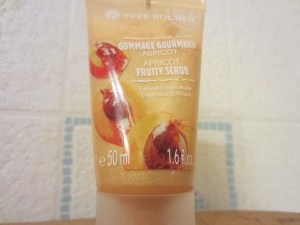 YVES ROCHER
GOMMAGE GOURMAND
ABRICOT
APRICOT
FRUITY SCRUB
e 50 ml 1.6 fl.oz.